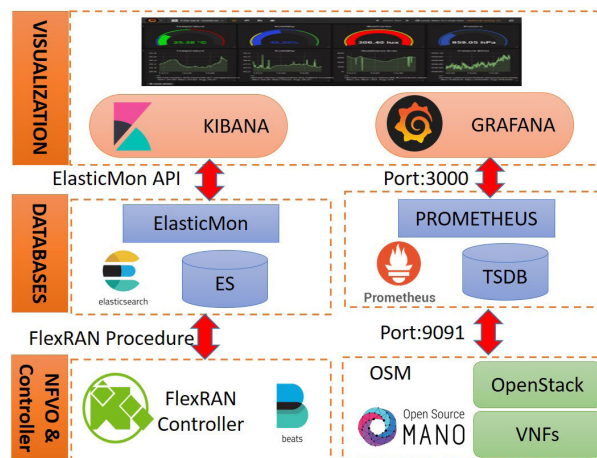 VISUALIZATION
KIBANA
GRAFANA
ElasticMon API
Port:3000
DATABASES
ElasticMon
elasticsearch
ES
PROMETHEUS
Prometheus
TSDB
FlexRAN Procedure
Port:9091
NFVO &
Controller
FlexRAN
Controller
beats
OSM
Open Source
MANO
OpenStack
VNFs